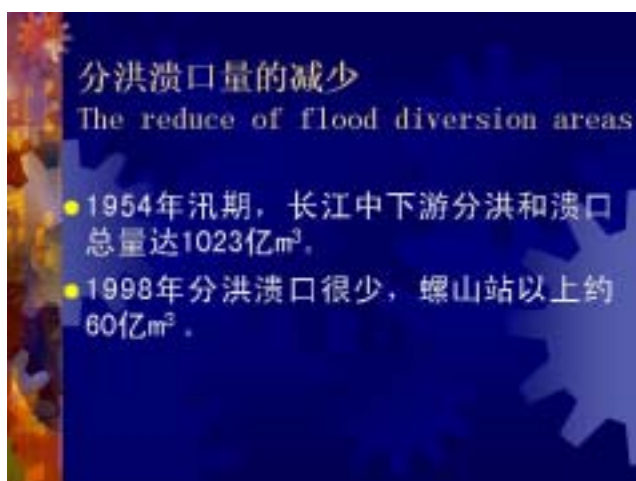 分洪溃口量的减少
The reduce of flood diversion areas
1954年汛期，长江中下游分洪和溃口
总量达1023亿m³．
1998年分洪溃口很少，螺山站以上约
60亿m³．